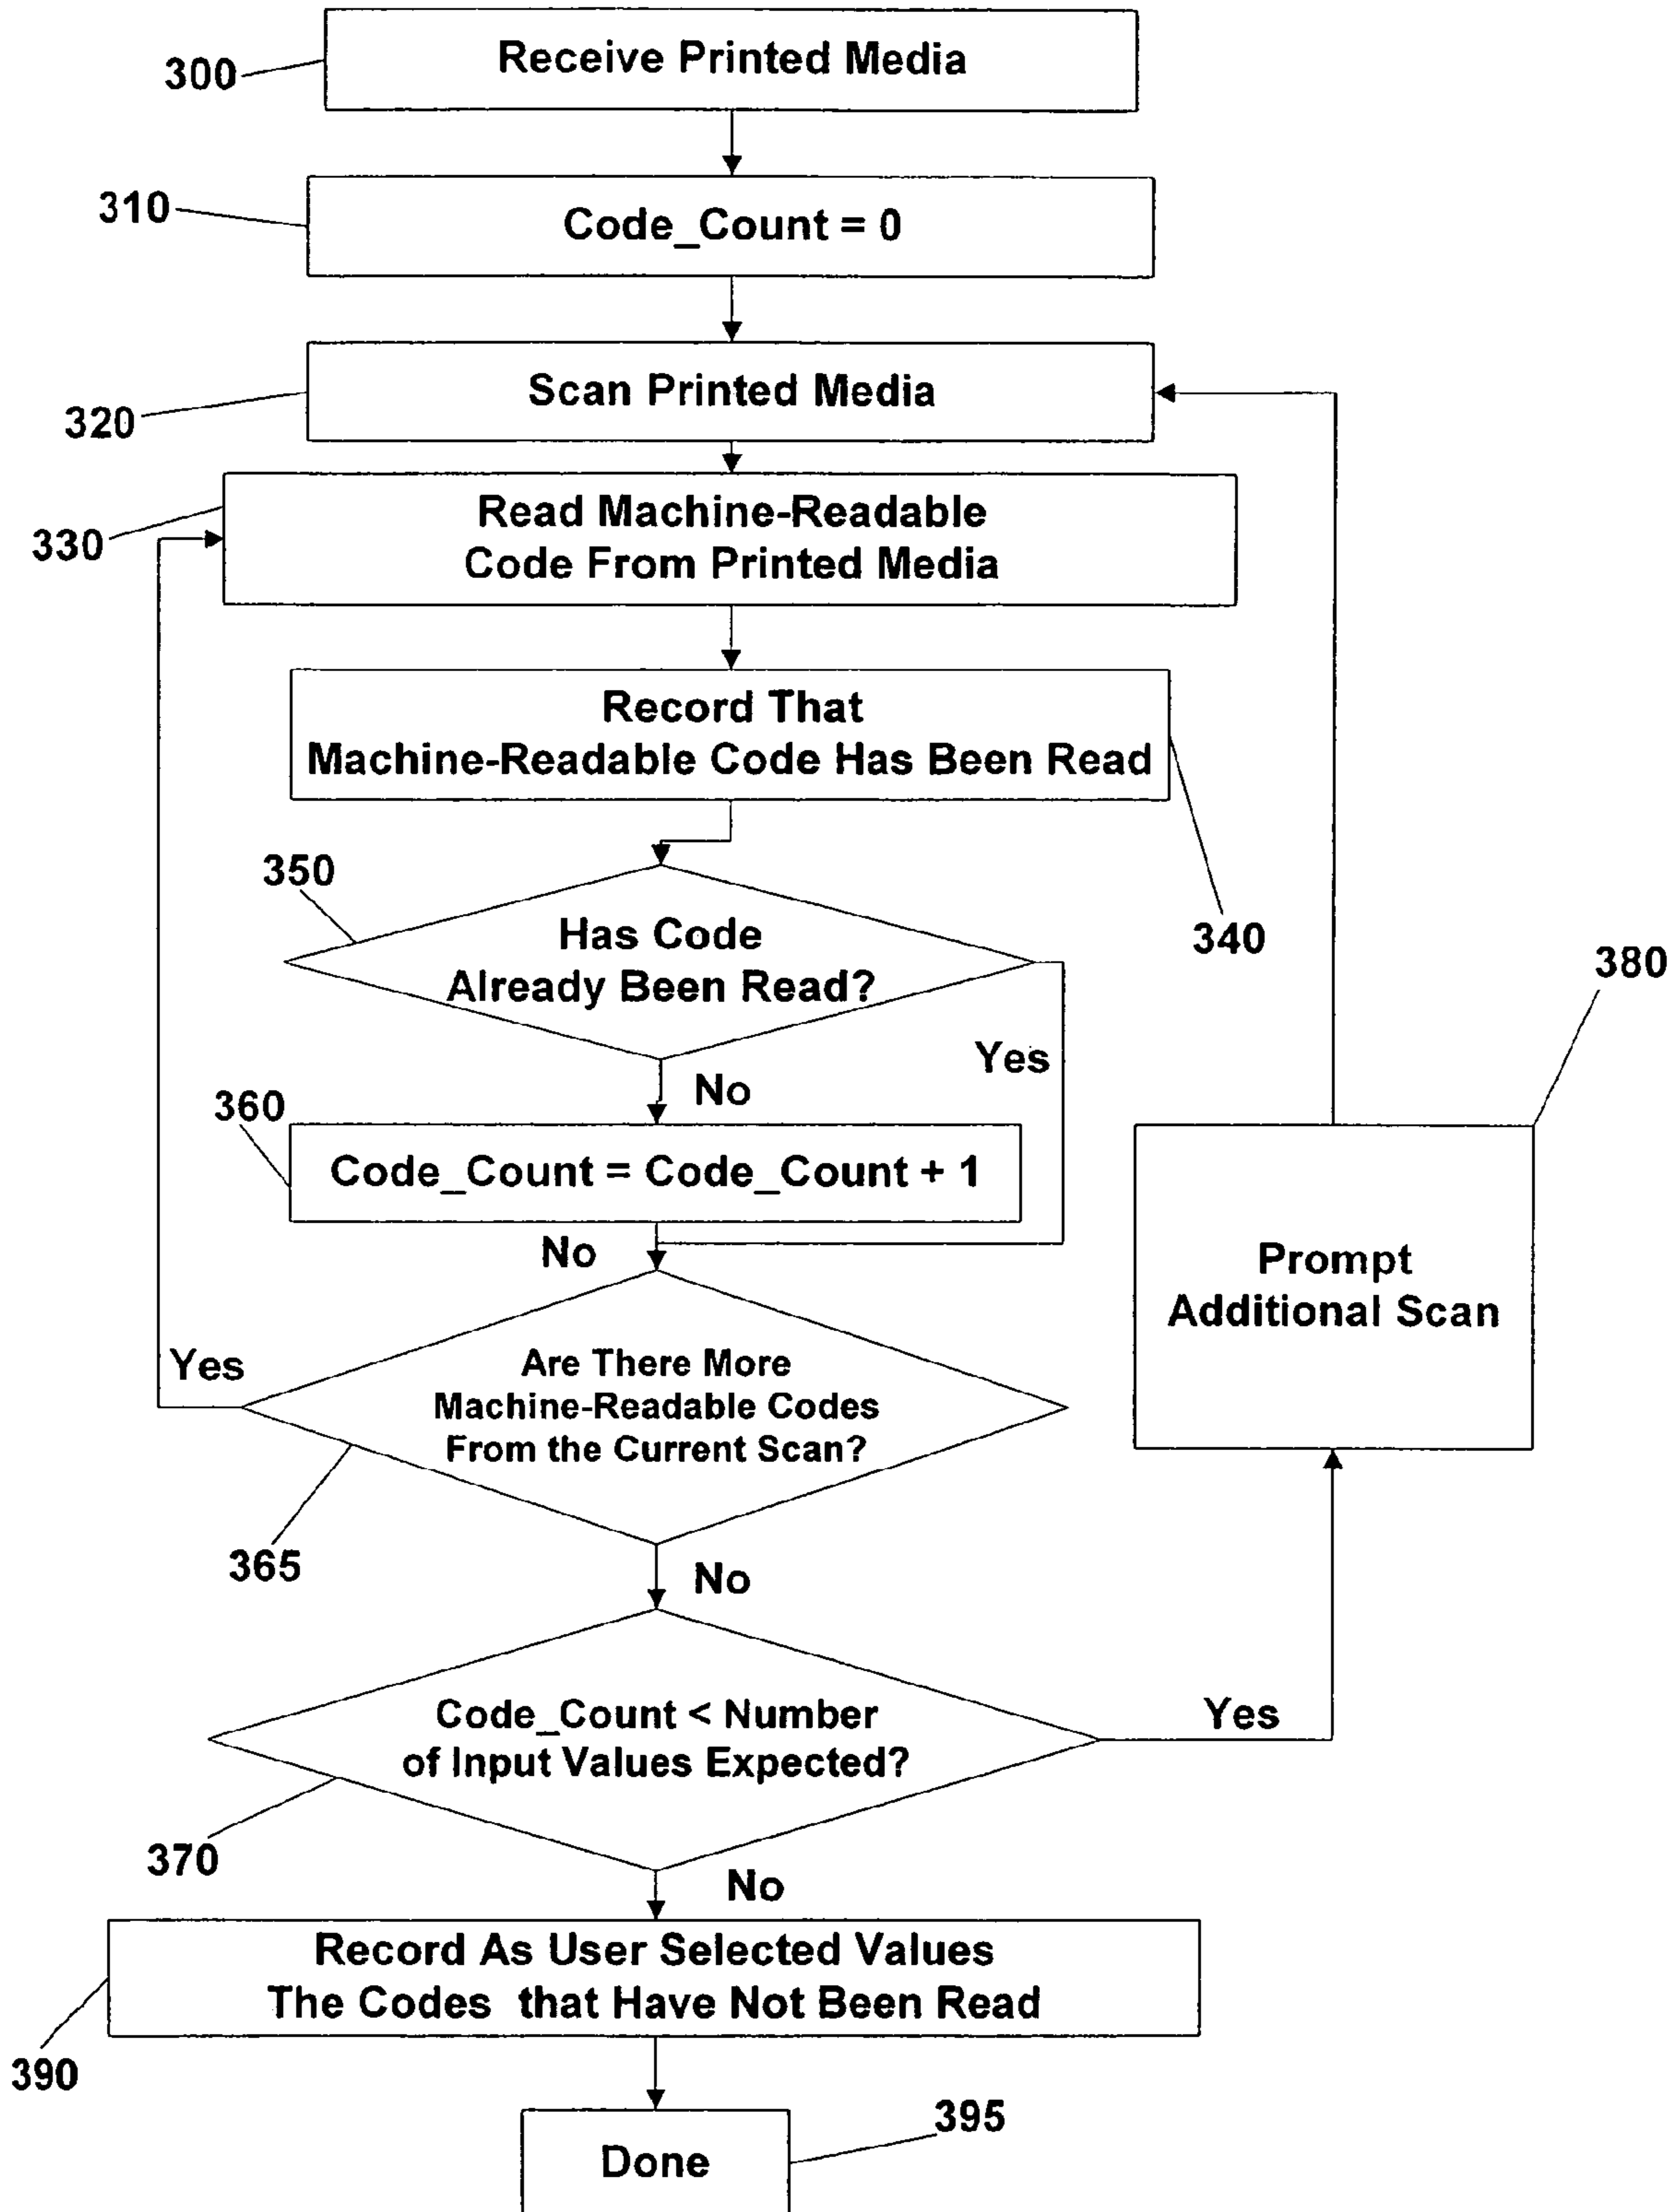 Receive Printed Media
300
310
Code_Count = 0
Scan Printed Media
320
Read Machine-Readable
Code From Printed Media
330
Record That
Machine-Readable Code Has Been Read
340
350
Has Code
Already Been Read?
380
Yes
No
360
Code_Count = Code_Count + 1
No
Prompt
Additional Scan
Yes
Are There More
Machine-Readable Codes
From the Current Scan?
365
No
Code_Count < Number
of Input Values Expected?
Yes
370
No
Record As User Selected Values
The Codes that Have Not Been Read
390
395
Done